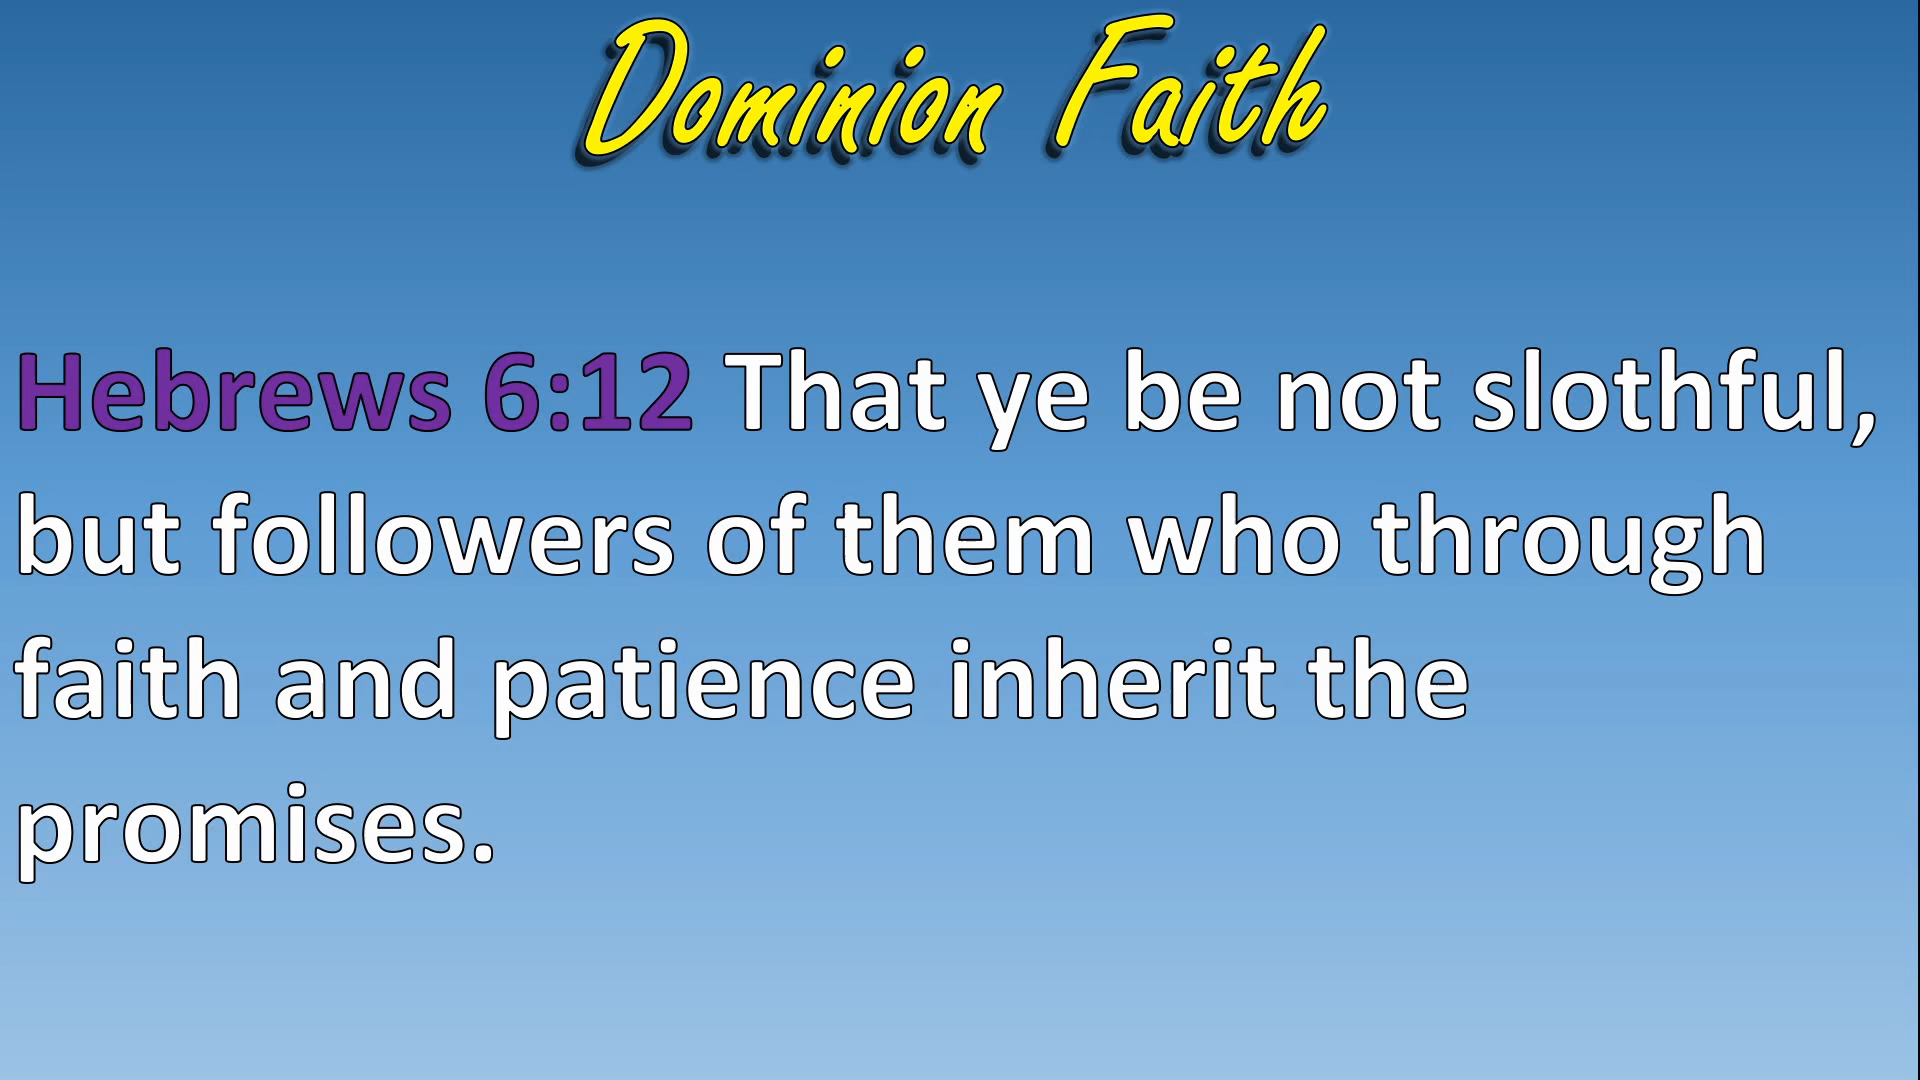 Dominion Faith
Hebrews 6:12 That ye be not slothful,
but followers of them who through
faith and patience inherit the
promises.